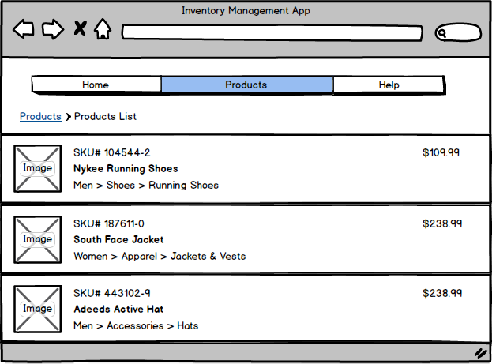 Inventory Management App
Home Products Help
Products > Products List
SKU# 104544-2 $109.99
Image Nykee Running Shoes
Men > Shoes > Running Shoes
SKU# 187611-0 $238.99
Image South Face Jacket
Women > Apparel > Jackets & Vests
SKU# 443102-9 $238.99
Image Adeeds Active Hat
Men > Accessories > Hats